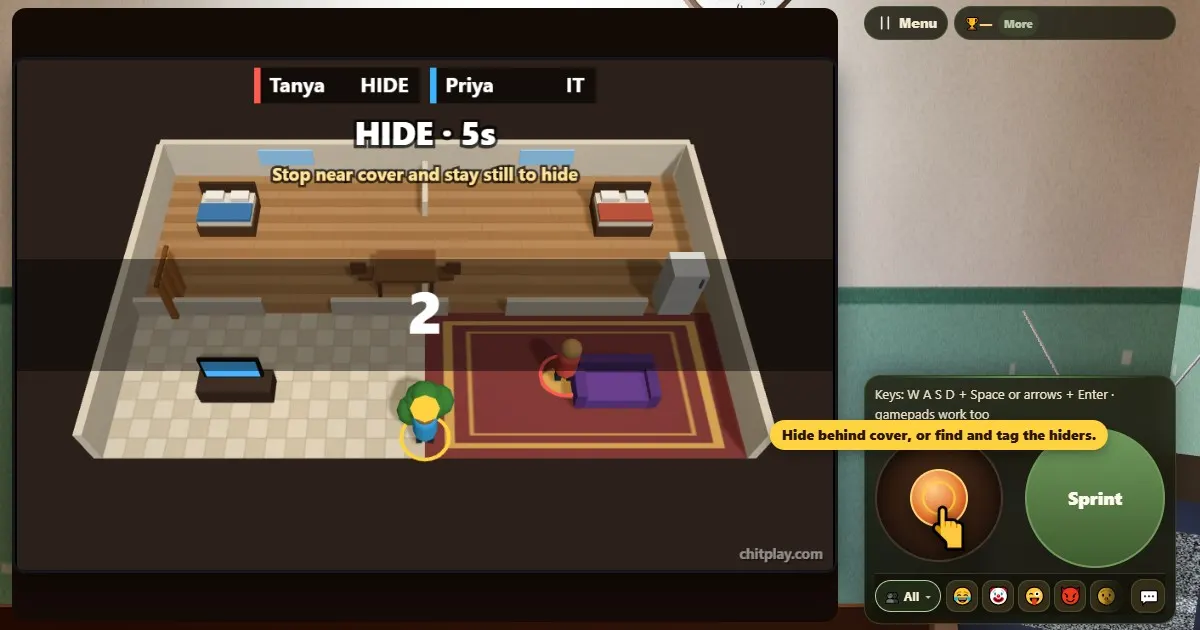 Menu
— More
Tanya HIDE Priya IT
HIDE · 5s
Stop near cover and stay still to hide
2
Keys: W A S D + Space or arrows + Enter ·
gamepads work too
Hide behind cover, or find and tag the hiders.
Sprint
chitplay.com
All